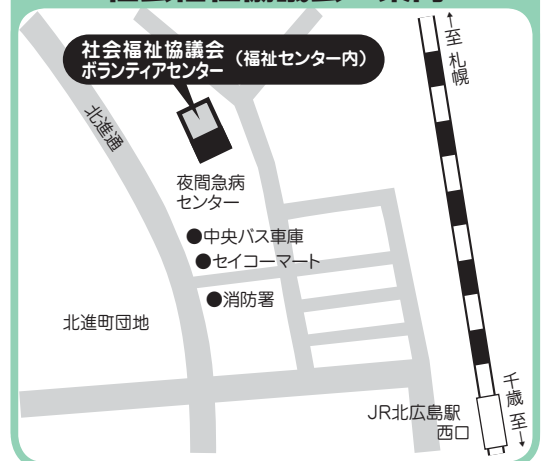 社会福祉協議会
ボランティアセンター（福祉センター内）
←至 札幌
北進通
夜間急病
センター
●中央バス車庫
●セイコーマート
●消防署
北進町団地
JR北広島駅
西口
千歳 至→